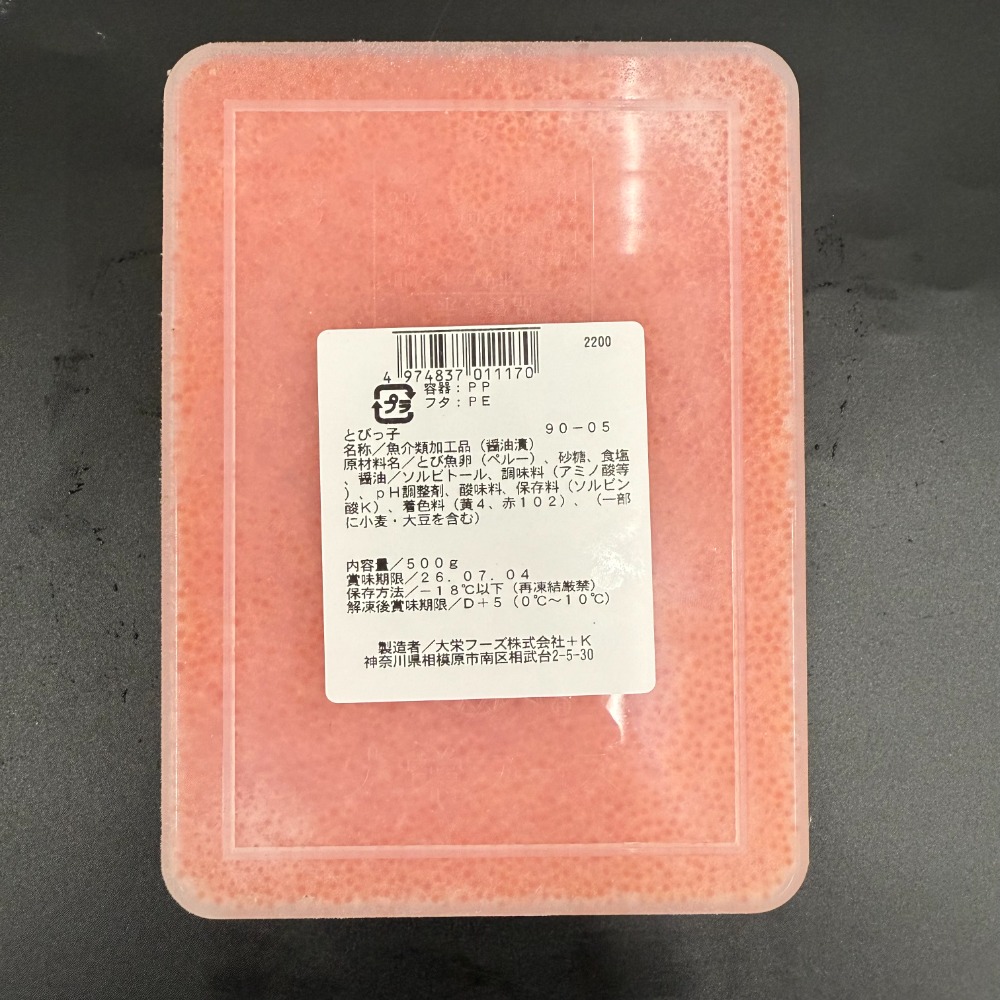 2200
4 974837 011170
プラ
容器：ＰＰ
フタ：ＰＥ
とびっ子 ９０－０５
名称／魚介類加工品（醤油漬）
原材料名／とび魚卵（ペルー）、砂糖、食塩
、醤油／ソルビトール、調味料（アミノ酸等
）、ｐＨ調整剤、酸味料、保存料（ソルビン
酸Ｋ）、着色料（黄４、赤１０２）、（一部
に小麦・大豆を含む）
内容量／５００ｇ
賞味期限／２６．０７．０４
保存方法／－１８℃以下（再凍結厳禁）
解凍後賞味期限／Ｄ＋５（０℃～１０℃）
製造者／大栄フーズ株式会社＋Ｋ
神奈川県相模原市南区相武台2-5-30